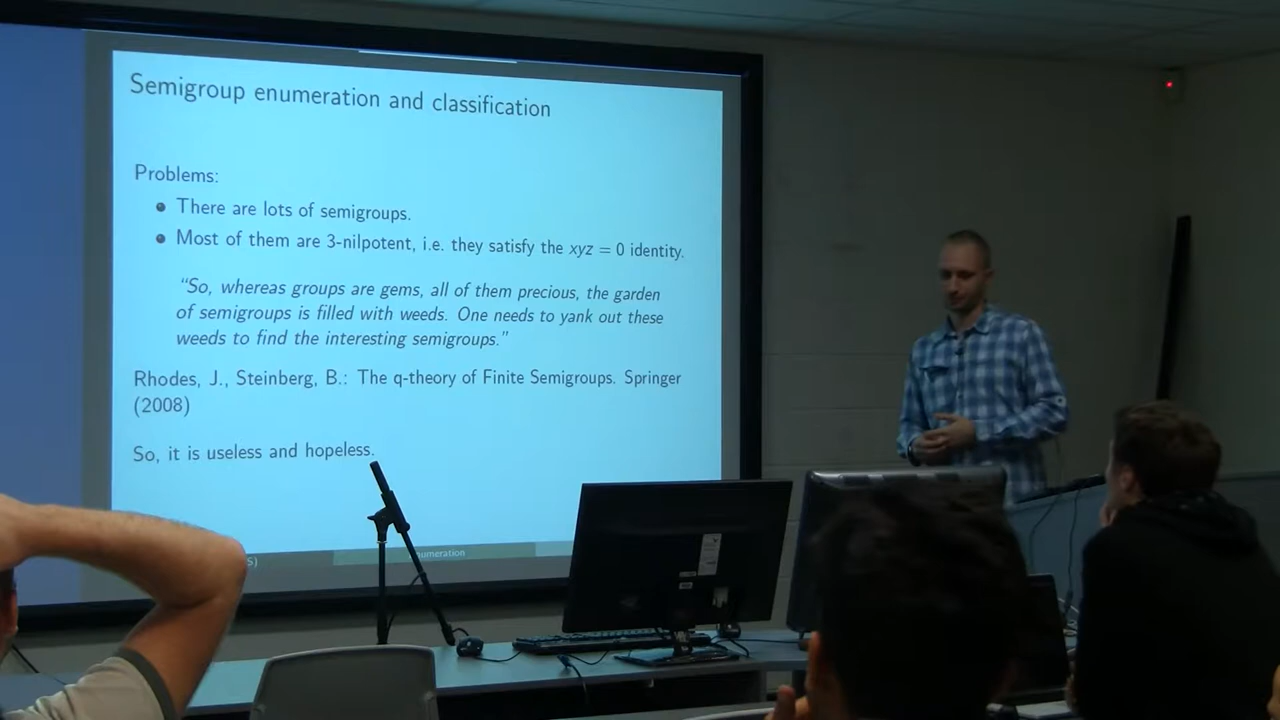 Semigroup enumeration and classification
Problems:
There are lots of semigroups.
Most of them are 3-nilpotent, i.e. they satisfy the xyz = 0 identity.
“So, whereas groups are gems, all of them precious, the garden
of semigroups is filled with weeds. One needs to yank out these
weeds to find the interesting semigroups.”
Rhodes, J., Steinberg, B.: The q-theory of Finite Semigroups. Springer
(2008)
So, it is useless and hopeless.